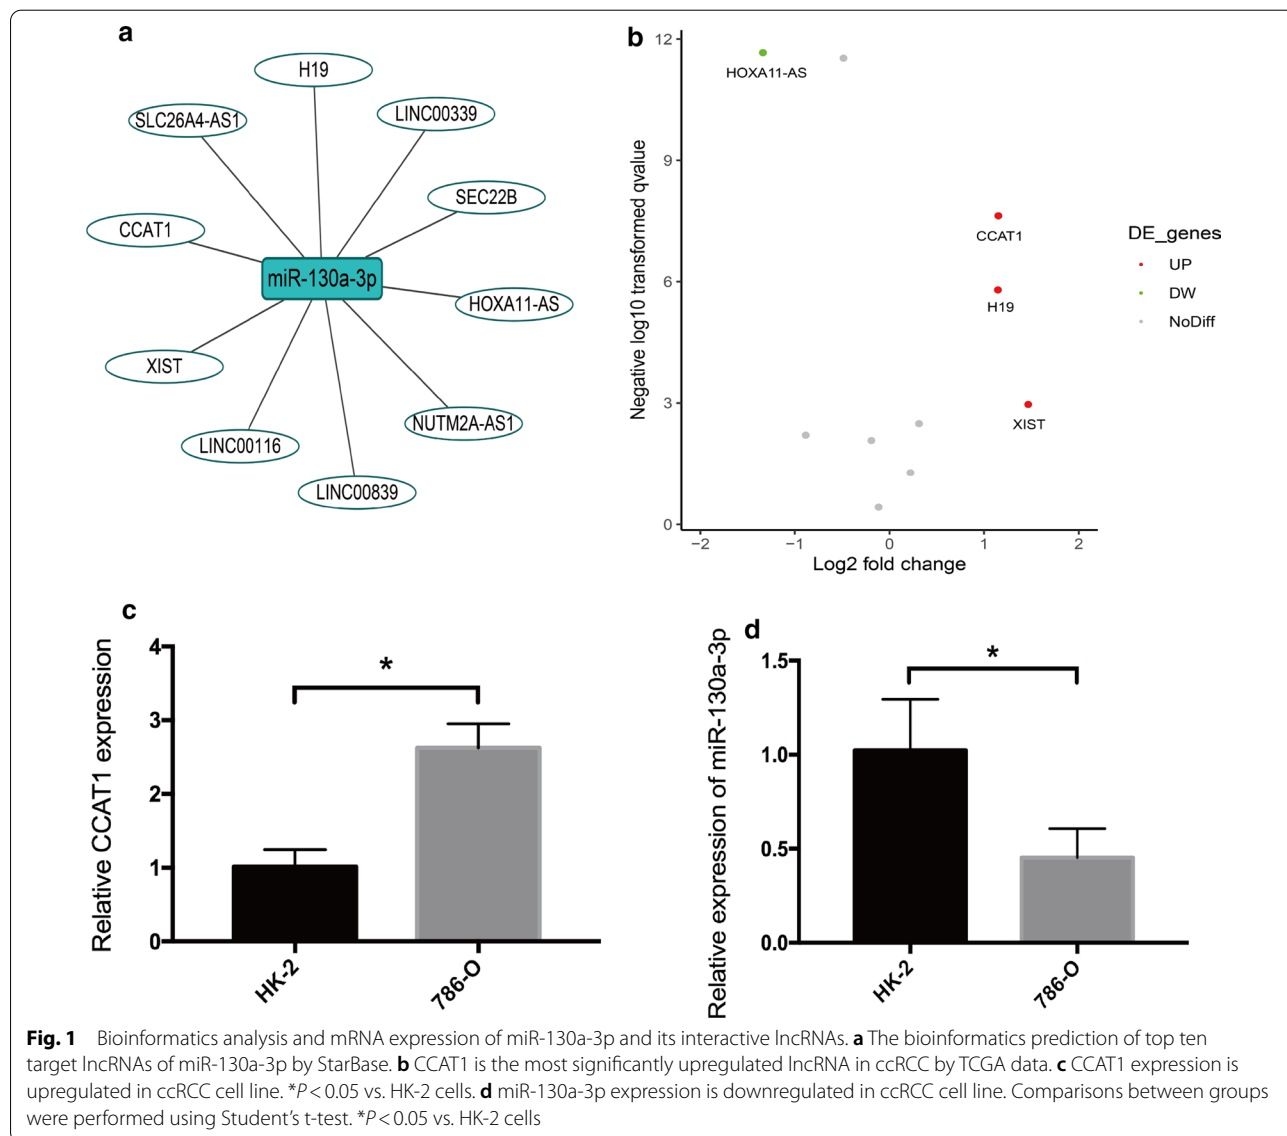 a
H19
LINC00339
SLC26A4-AS1
SEC22B
CCAT1
miR-130a-3p
HOXA11-AS
XIST
NUTM2A-AS1
LINC00116
LINC00839
b
Negative log10 transformed qvalue
12
9
6
3
0
HOXA11-AS
CCAT1
H19
XIST
−2 −1 0 1 2
Log2 fold change
DE_genes
UP
DW
NoDiff
c
Relative CCAT1 expression
4
3
2
1
0
*
HK-2 786-O
d
Relative expression of miR-130a-3p
1.5
1.0
0.5
0.0
*
HK-2 786-O
Fig. 1 Bioinformatics analysis and mRNA expression of miR-130a-3p and its interactive lncRNAs. a The bioinformatics prediction of top ten
target lncRNAs of miR-130a-3p by StarBase. b CCAT1 is the most significantly upregulated lncRNA in ccRCC by TCGA data. c CCAT1 expression is
upregulated in ccRCC cell line. *P < 0.05 vs. HK-2 cells. d miR-130a-3p expression is downregulated in ccRCC cell line. Comparisons between groups
were performed using Student's t-test. *P < 0.05 vs. HK-2 cells